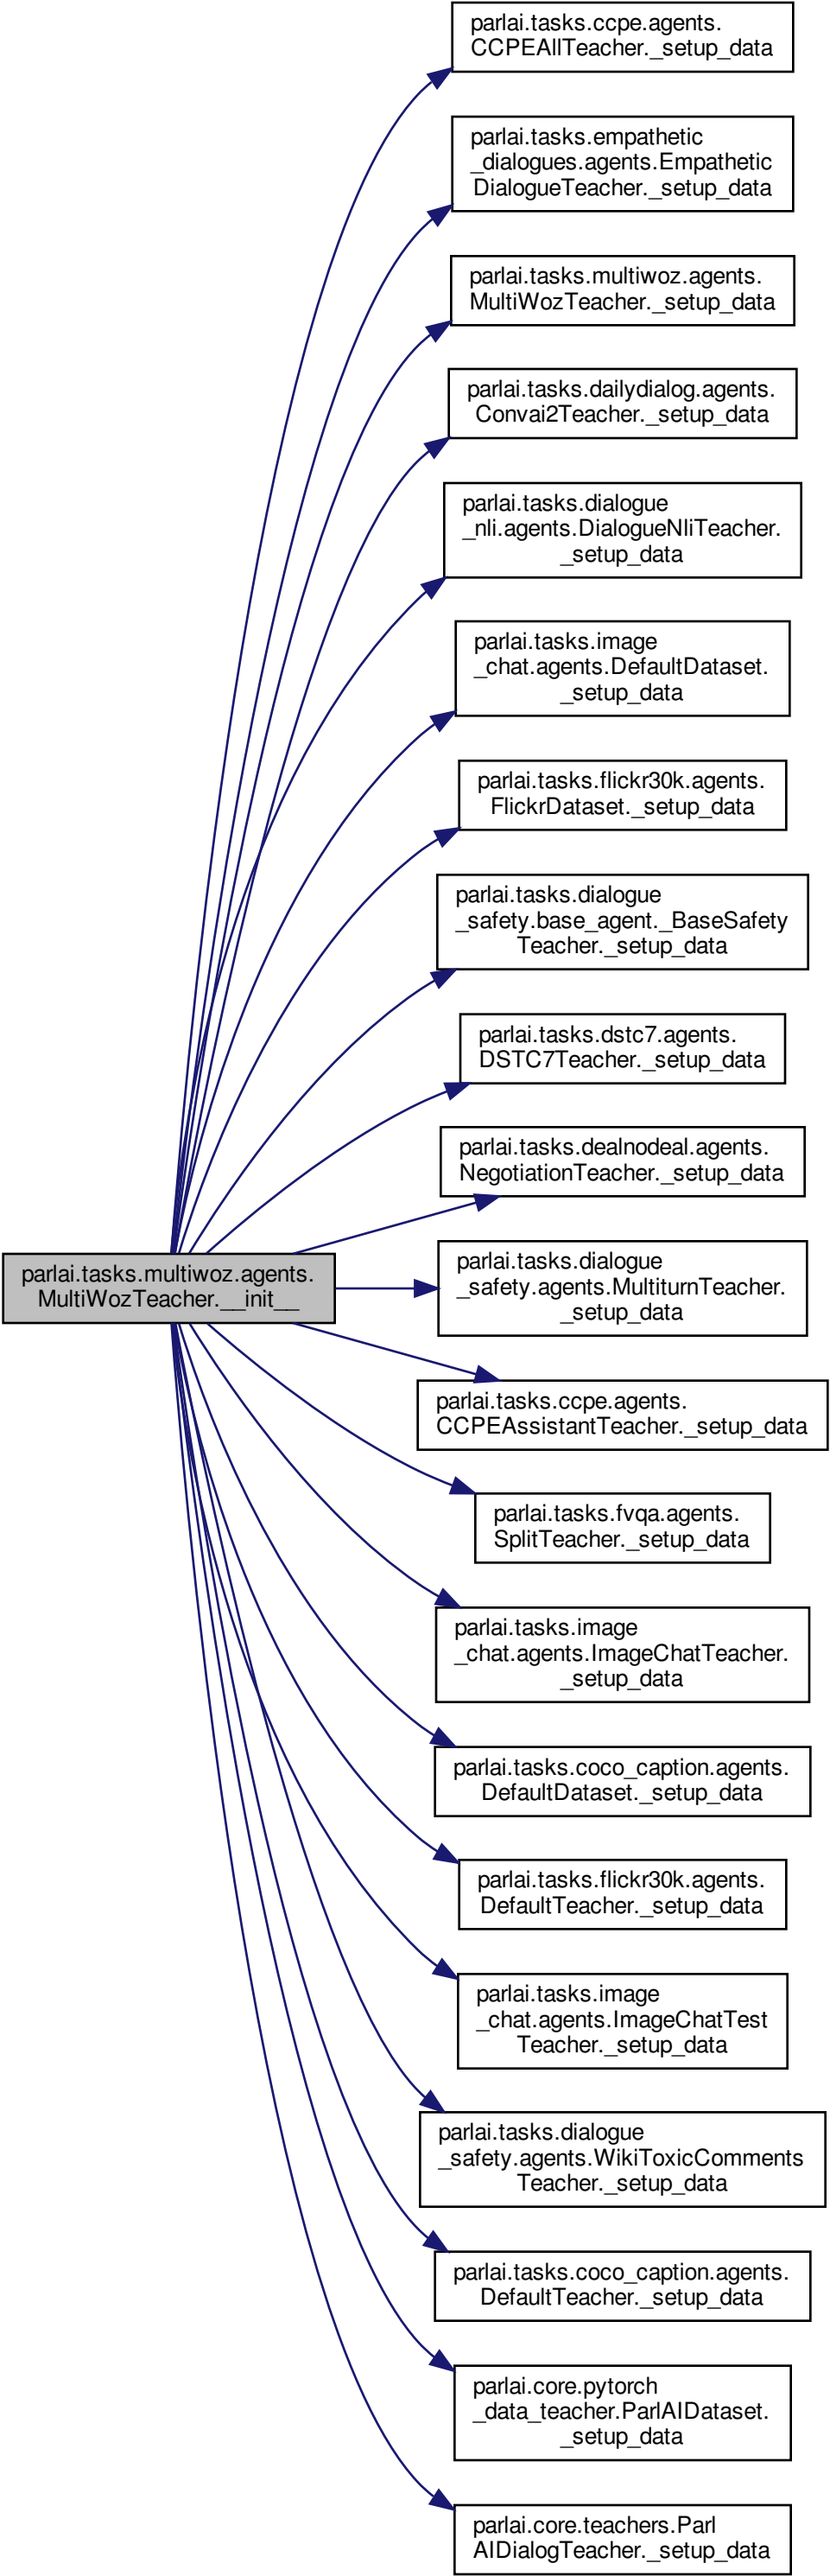 parlai.tasks.ccpe.agents.
CCPEAllTeacher._setup_data
parlai.tasks.empathetic
_dialogues.agents.Empathetic
DialogueTeacher._setup_data
parlai.tasks.multiwoz.agents.
MultiWozTeacher._setup_data
parlai.tasks.dailydialog.agents.
Convai2Teacher._setup_data
parlai.tasks.dialogue
_nli.agents.DialogueNliTeacher.
_setup_data
parlai.tasks.image
_chat.agents.DefaultDataset.
_setup_data
parlai.tasks.flickr30k.agents.
FlickrDataset._setup_data
parlai.tasks.dialogue
_safety.base_agent._BaseSafety
Teacher._setup_data
parlai.tasks.dstc7.agents.
DSTC7Teacher._setup_data
parlai.tasks.dealnodeal.agents.
NegotiationTeacher._setup_data
parlai.tasks.multiwoz.agents.
MultiWozTeacher.__init__
parlai.tasks.dialogue
_safety.agents.MultiturnTeacher.
_setup_data
parlai.tasks.ccpe.agents.
CCPEAssistantTeacher._setup_data
parlai.tasks.fvqa.agents.
SplitTeacher._setup_data
parlai.tasks.image
_chat.agents.ImageChatTeacher.
_setup_data
parlai.tasks.coco_caption.agents.
DefaultDataset._setup_data
parlai.tasks.flickr30k.agents.
DefaultTeacher._setup_data
parlai.tasks.image
_chat.agents.ImageChatTest
Teacher._setup_data
parlai.tasks.dialogue
_safety.agents.WikiToxicComments
Teacher._setup_data
parlai.tasks.coco_caption.agents.
DefaultTeacher._setup_data
parlai.core.pytorch
_data_teacher.ParlAIDataset.
_setup_data
parlai.core.teachers.Parl
AIDialogTeacher._setup_data